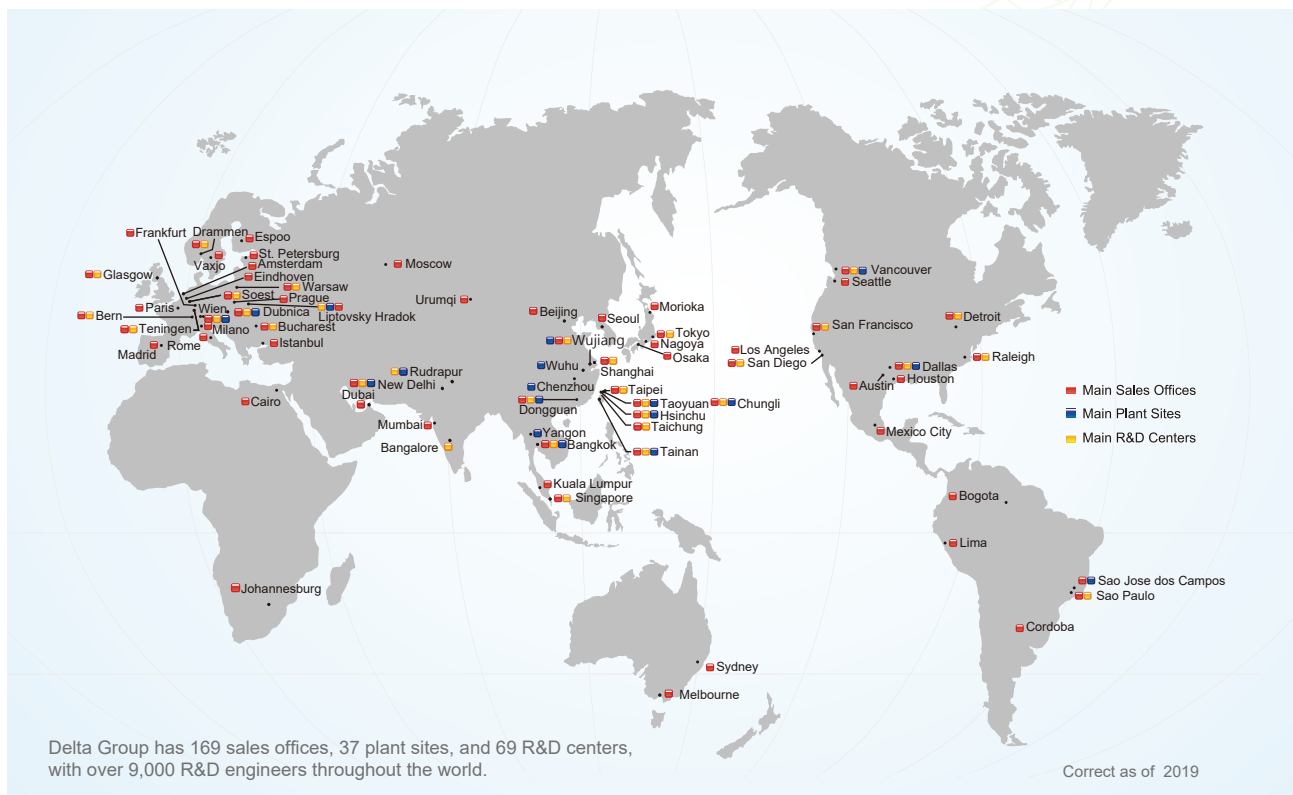 Frankfurt
Drammen
Espoo
St. Petersburg
Vaxjo
Amsterdam
Moscow
Glasgow
Eindhoven
Warsaw
Soest
Prague
Paris
Wien
Dubnica
Liptovsky Hradok
Bern
Teningen
Milano
Bucharest
Madrid
Rome
Istanbul
Urumqi
Beijing
Seoul
Morioka
Tokyo
Nagoya
Osaka
Wujiang
Wuhu
Shanghai
Rudrapur
New Delhi
Chenzhou
Dubai
Cairo
Dongguan
Taipei
Taoyuan
Chungli
Hsinchu
Taichung
Mumbai
Yangon
Bangalore
Bangkok
Tainan
Kuala Lumpur
Singapore
Johannesburg
Sydney
Melbourne
Vancouver
Seattle
San Francisco
Detroit
Los Angeles
San Diego
Raleigh
Dallas
Austin
Houston
Mexico City
Bogota
Lima
Sao Jose dos Campos
Sao Paulo
Cordoba
Main Sales Offices
Main Plant Sites
Main R&D Centers
Delta Group has 169 sales offices, 37 plant sites, and 69 R&D centers,
with over 9,000 R&D engineers throughout the world.
Correct as of 2019